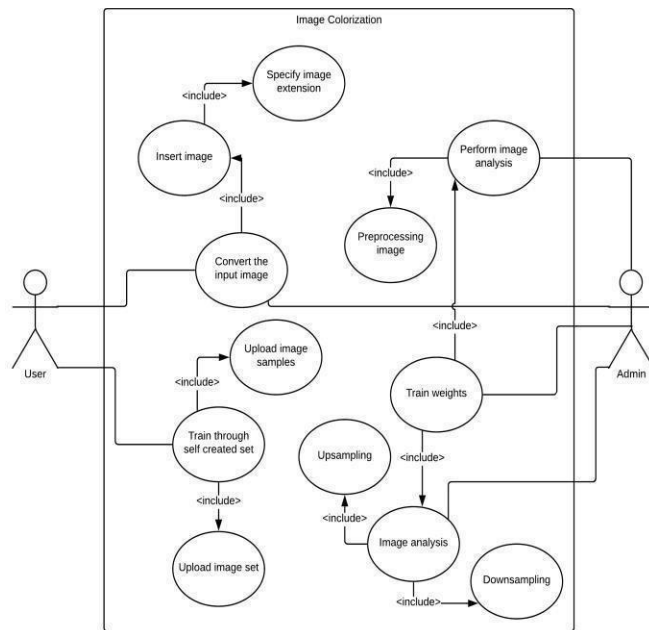 Image Colorization
Specify image
extension
<include>
Insert image
Perform image
analysis
<include>
<include>
Preprocessing
image
Convert the
input image
<include>
Upload image
samples
User
Admin
<include>
Train weights
Train through
self created set
Upsampling
<include>
<include>
<include>
Image analysis
Upload image set
Downsampling
<include>